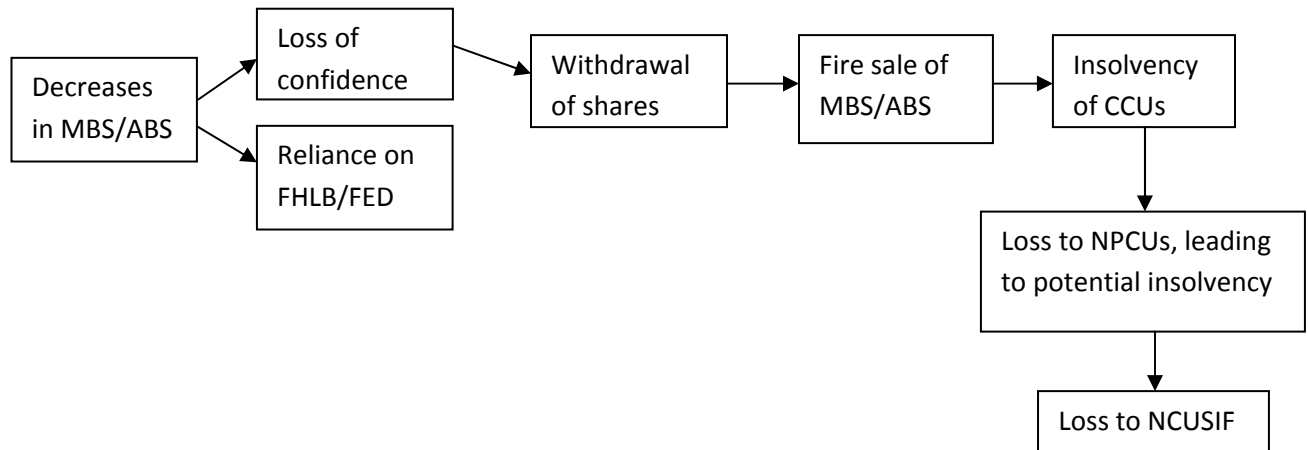 Decreases
in MBS/ABS
Loss of
confidence
Reliance on
FHLB/FED
Withdrawal
of shares
Fire sale of
MBS/ABS
Insolvency
of CCUs
Loss to NPCUs, leading
to potential insolvency
Loss to NCUSIF